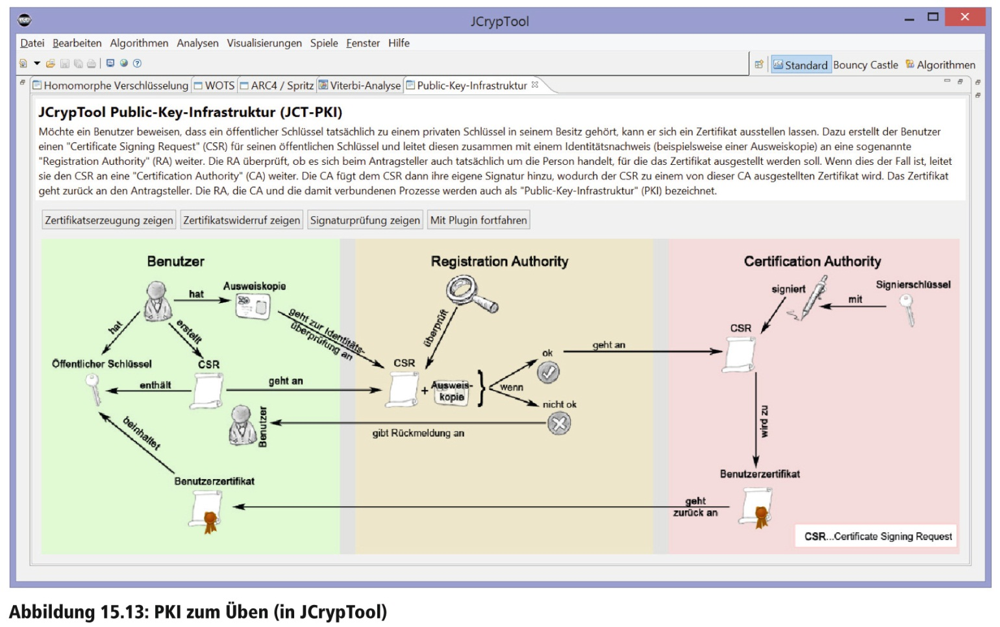 JCrypTool
Datei Bearbeiten Algorithmen Analysen Visualisierungen Spiele Fenster Hilfe
Standard Bouncy Castle Algorithmen
Homomorphe Verschlüsselung WOTS ARC4 / Spritz Viterbi-Analyse Public-Key-Infrastruktur
JCrypTool Public-Key-Infrastruktur (JCT-PKI)
Möchte ein Benutzer beweisen, dass ein öffentlicher Schlüssel tatsächlich zu einem privaten Schlüssel in seinem Besitz gehört, kann er sich ein Zertifikat ausstellen lassen. Dazu erstellt der Benutzer
einen "Certificate Signing Request" (CSR) für seinen öffentlichen Schlüssel und leitet diesen zusammen mit einem Identitätsnachweis (beispielsweise einer Ausweiskopie) an eine sogenannte
"Registration Authority" (RA) weiter. Die RA überprüft, ob es sich beim Antragsteller auch tatsächlich um die Person handelt, für die das Zertifikat ausgestellt werden soll. Wenn dies der Fall ist, leitet
sie den CSR an eine "Certification Authority" (CA) weiter. Die CA fügt dem CSR dann ihre eigene Signatur hinzu, wodurch der CSR zu einem von dieser CA ausgestellten Zertifikat wird. Das Zertifikat
geht zurück an den Antragsteller. Die RA, die CA und die damit verbundenen Prozesse werden auch als "Public-Key-Infrastruktur" (PKI) bezeichnet.
Zertifikatserzeugung zeigen Zertifikatswiderruf zeigen Signaturprüfung zeigen Mit Plugin fortfahren
Benutzer
hat
Ausweiskopie
hat
erstellt
geht zur Identitäts-
überprüfung an
Öffentlicher Schlüssel
CSR
enthält
geht an
Benutzer
beinhaltet
Benutzerzertifikat
Registration Authority
überprüft
CSR
+
Ausweis-
kopie
}
wenn
ok
nicht ok
geht an
gibt Rückmeldung an
Certification Authority
signiert
Signierschlüssel
mit
CSR
wird zu
Benutzerzertifikat
geht
zurück an
CSR...Certificate Signing Request
Abbildung 15.13: PKI zum Üben (in JCrypTool)